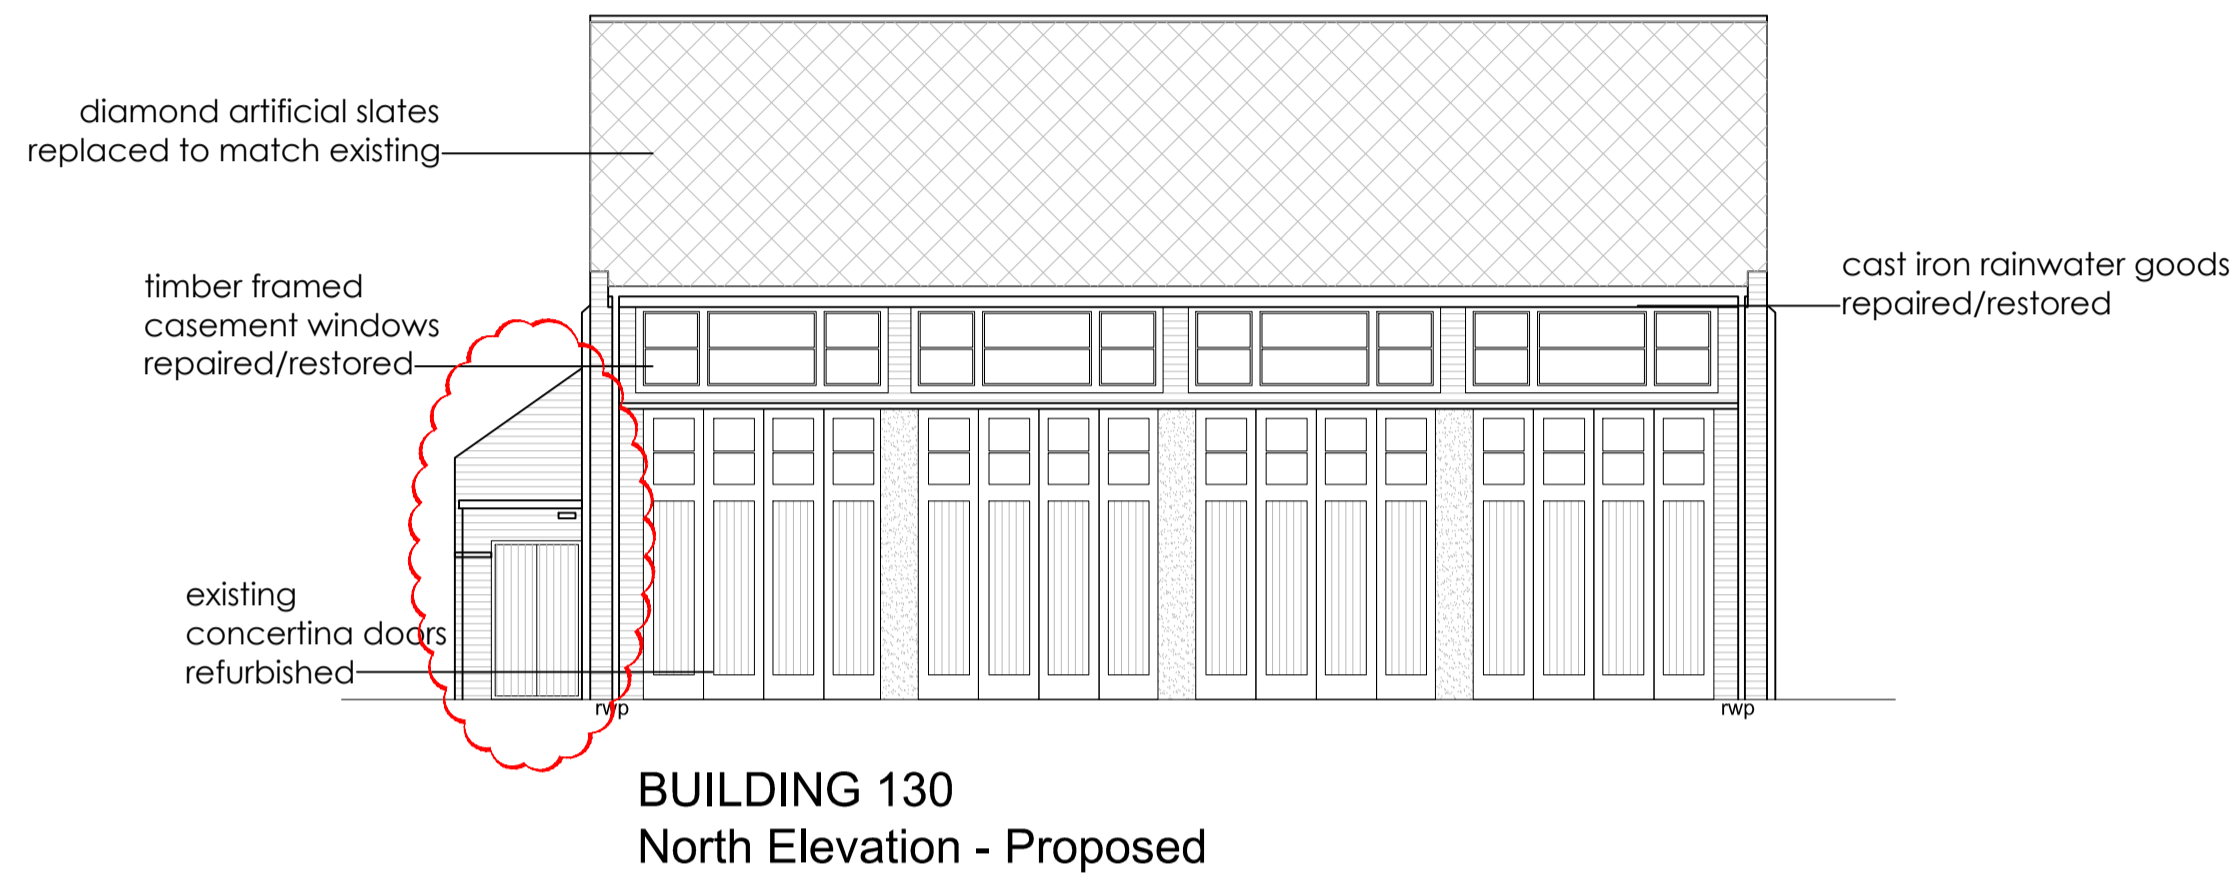 diamond artificial slates
replaced to match existing
timber framed
casement windows
repaired/restored
cast iron rainwater goods
repaired/restored
existing
concertina doors
refurbished
rwp
rwp
BUILDING 130
North Elevation - Proposed